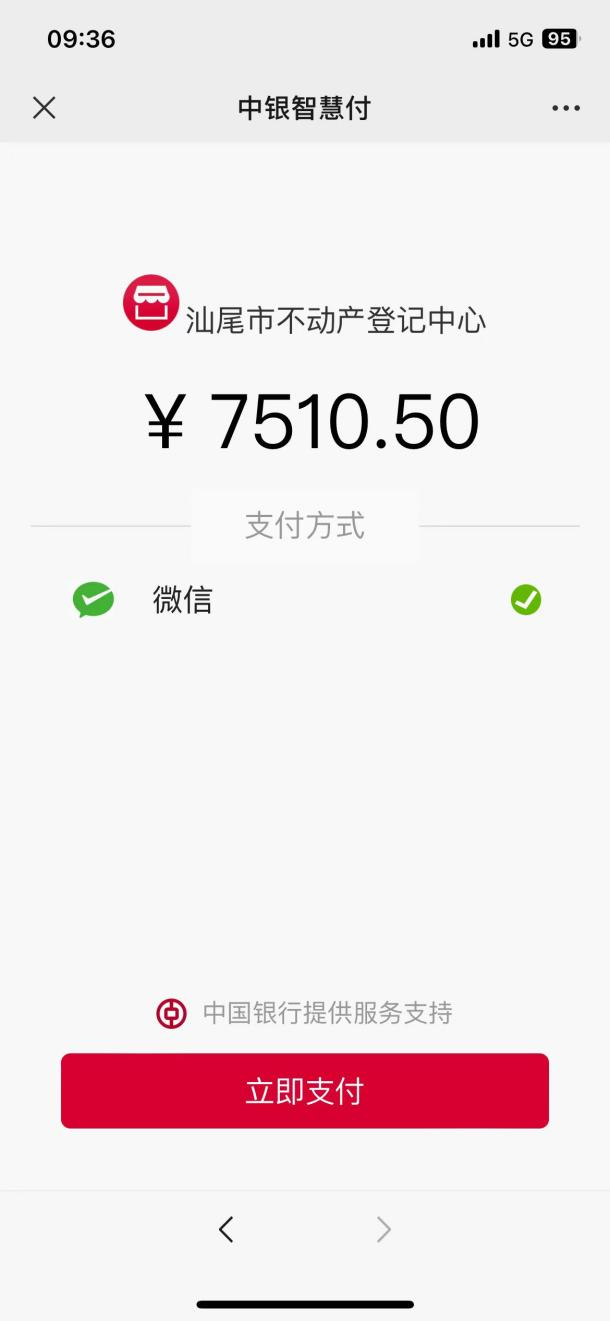 09:36
5G 95
中银智慧付
汕尾市不动产登记中心
¥ 7510.50
支付方式
微信
中国银行提供服务支持
立即支付